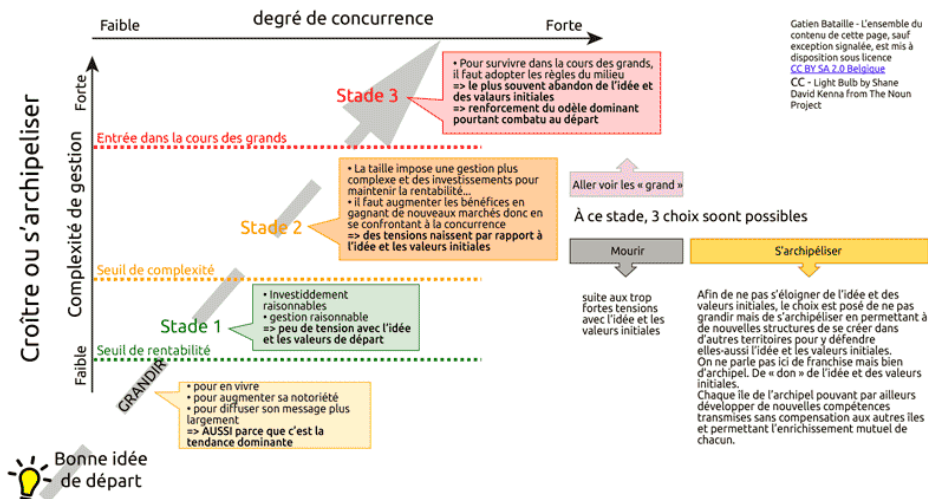 Faible
degré de concurrence
Forte
Croître ou s'archipeliser
Complexité de gestion
Forte
Faible
Gatien Bataille - L'ensemble du
contenu de cette page, sauf
exception signalée, est mis à
disposition sous licence
CC BY SA 2.0 Belgique
CC - Light Bulb by Shane
David Kenna from The Noun
Project
Stade 3
• Pour survivre dans la cours des grands,
il faut adopter les règles du milieu
=> le plus souvent abandon de l'idée et
des valeurs initiales
=> renforcement du odèle dominant
pourtant combatu au départ
Entrée dans la cours des grands
Stade 2
• La taille impose une gestion plus
complexe et des investissements pour
maintenir la rentabilité...
• il faut augmenter les bénéfices en
gagnant de nouveaux marchés donc en
se confrontant à la concurrence
=> des tensions naissent par rapport à
l'idée et les valeurs initiales
Aller voir les « grand »
À ce stade, 3 choix soont possibles
Mourir
suite aux trop
fortes tensions
avec l'idée et les
valeurs initiales
S'archipéliser
Afin de ne pas s'éloigner de l'idée et des
valeurs initiales, le choix est posé de ne pas
grandir mais de s'archipéliser en permettant à
de nouvelles structures de se créer dans
d'autres territoires pour y défendre
elles-aussi l'idée et les valeurs initiales.
On ne parle pas ici de franchise mais bien
d'archipel. De « don » de l'idée et des valeurs
initiales.
Chaque île de l'archipel pouvant par ailleurs
développer de nouvelles compétences
transmises sans compensation aux autres îles
et permettant l'enrichissement mutuel de
chacun.
Seuil de complexité
Stade 1
• Investiddement
raisonnables
• gestion raisonnable
=> peu de tension avec l'idée
et les valeurs de départ
Seuil de rentabilité
GRANDIR
• pour en vivre
• pour augmenter sa notoriété
• pour diffuser son message plus
largement
=> AUSSI parce que c'est la
tendance dominante
Bonne idée
de départ